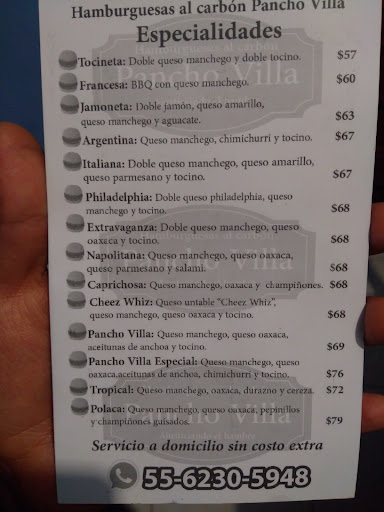 Hamburguesas al carbón Pancho Villa
Especialidades
Tocineta: Doble queso manchego y doble tocino. $57
Francesa: BBQ con queso manchego. $60
Jamoneta: Doble jamón, queso amarillo,
queso manchego y aguacate. $63
Argentina: Queso manchego, chimichurri y tocino. $67
Italiana: Doble queso manchego, queso amarillo,
queso parmesano y tocino. $67
Philadelphia: Doble queso philadelphia, queso
manchego y tocino. $68
Extravaganza: Doble queso manchego, queso
oaxaca y tocino. $68
Napolitana: Queso manchego, queso oaxaca,
queso parmesano y salami. $68
Caprichosa: Queso manchego, oaxaca y champiñones. $68
Cheez Whiz: Queso untable "Cheez Whiz",
queso manchego, queso oaxaca y tocino. $68
Pancho Villa: Queso manchego, queso oaxaca,
aceitunas de anchoa y tocino. $69
Pancho Villa Especial: Queso manchego, queso
oaxaca,aceitunas de anchoa, chimichurri y tocino. $76
Tropical: Queso manchego, oaxaca, durazno y cereza. $72
Polaca: Queso manchego, queso oaxaca, pepinillos
y champiñones guisados. $79
Servicio a domicilio sin costo extra
55-6230-5948